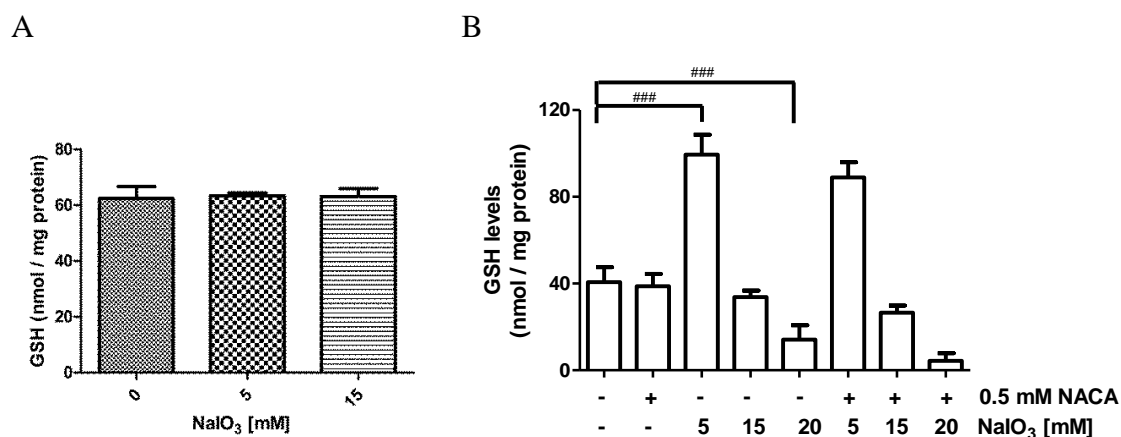 A
GSH (nmol / mg protein)
80
60
40
20
0
0 5 15
NaIO3 [mM]
B
###
###
GSH levels
(nmol / mg protein)
120
80
40
0
- + - - - + + + 0.5 mM NACA
- - 5 15 20 5 15 20 NaIO3 [mM]